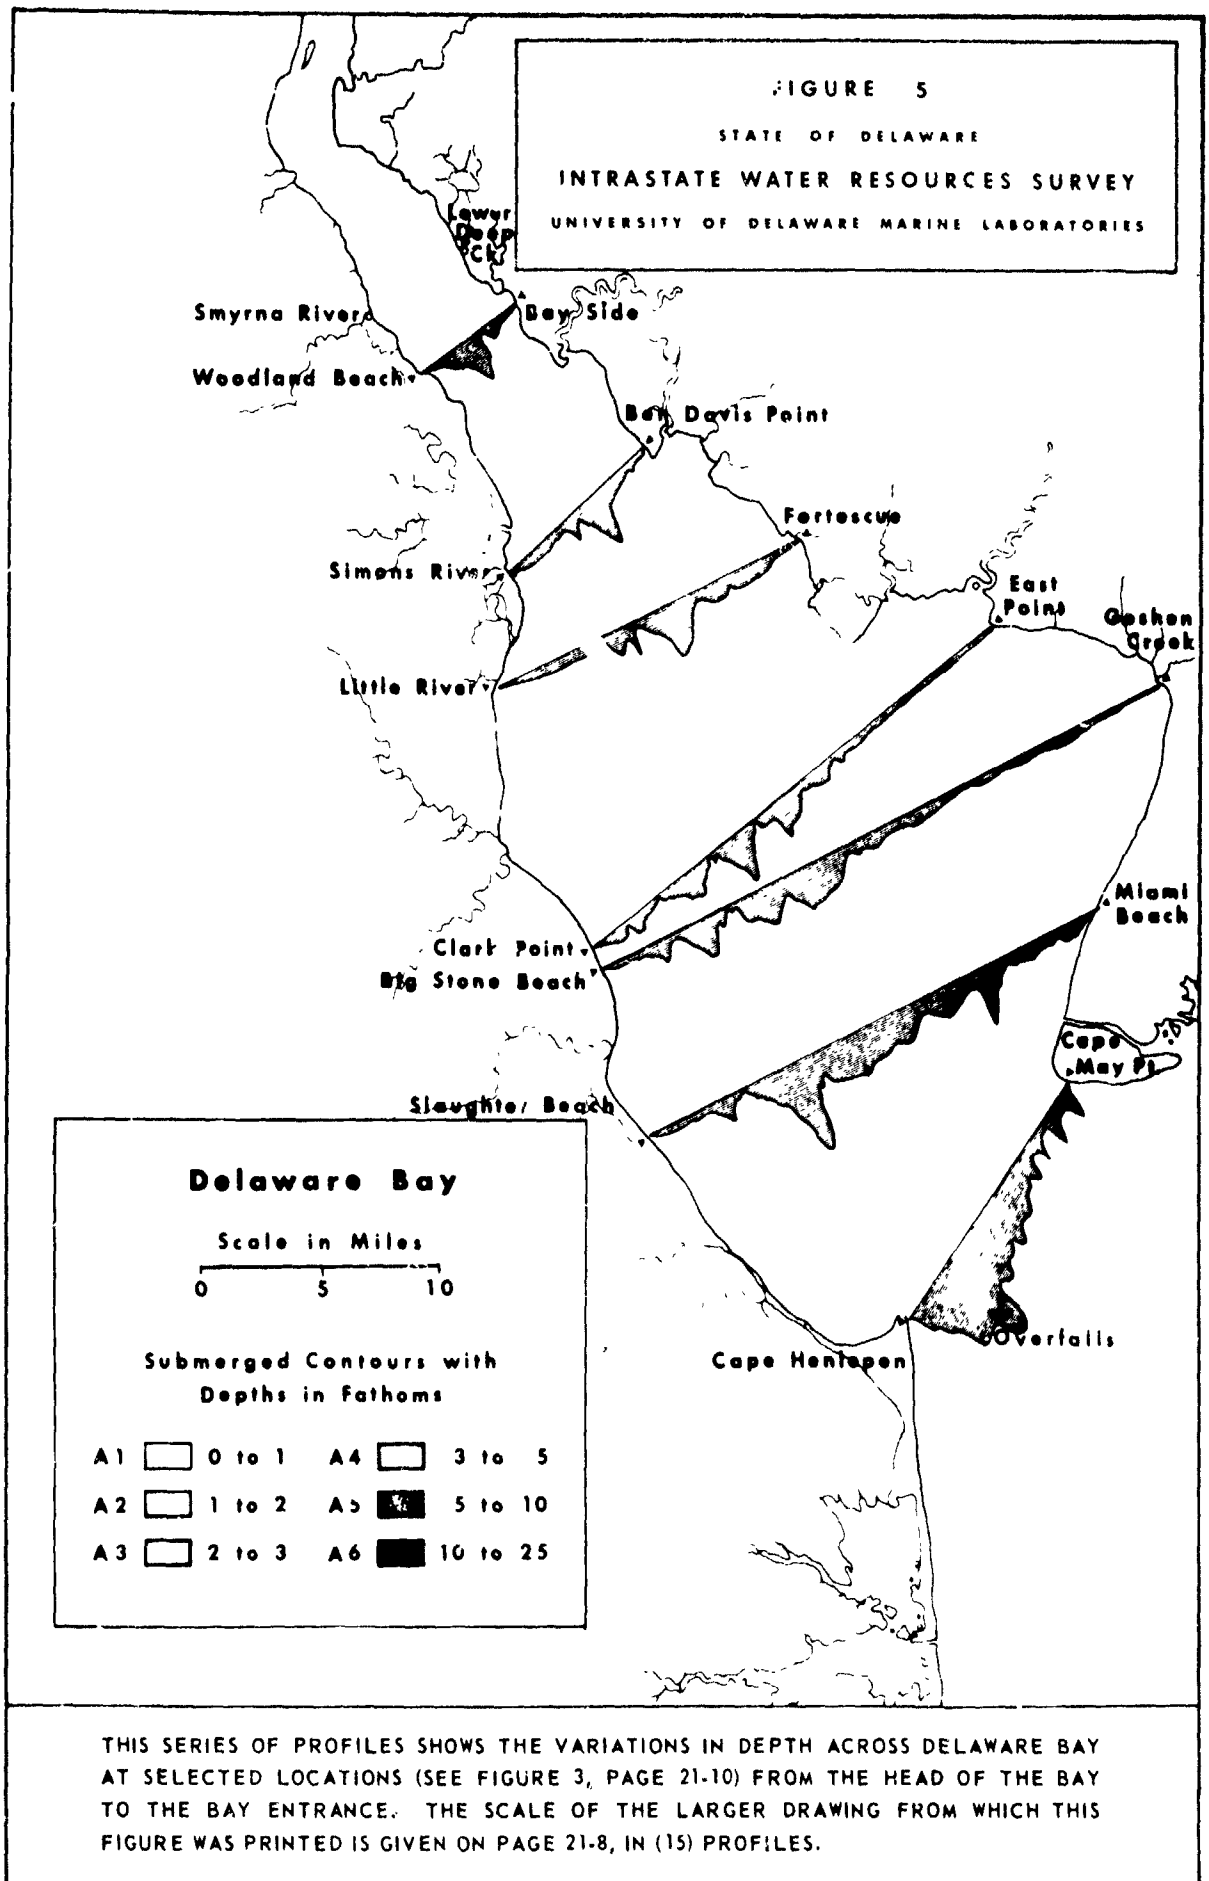 FIGURE 5
STATE OF DELAWARE
INTRASTATE WATER RESOURCES SURVEY
UNIVERSITY OF DELAWARE MARINE LABORATORIES
Lower
Deep
Ck.
Smyrna River
Bay Side
Woodland Beach
Ben Davis Point
Fortescue
Simons River
East
Point
Goshen
Creek
Little River
Miami
Beach
Clark Point
Big Stone Beach
Cape
May Pt.
Slaughter Beach
Overfalls
Cape Henlopen
Delaware Bay
Scale in Miles
0 5 10
Submerged Contours with
Depths in Fathoms
A1 0 to 1 A4 3 to 5
A2 1 to 2 A5 5 to 10
A3 2 to 3 A6 10 to 25
THIS SERIES OF PROFILES SHOWS THE VARIATIONS IN DEPTH ACROSS DELAWARE BAY
AT SELECTED LOCATIONS (SEE FIGURE 3, PAGE 21-10) FROM THE HEAD OF THE BAY
TO THE BAY ENTRANCE. THE SCALE OF THE LARGER DRAWING FROM WHICH THIS
FIGURE WAS PRINTED IS GIVEN ON PAGE 21-8, IN (15) PROFILES.